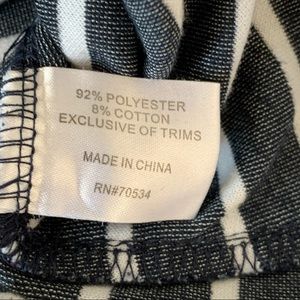 92% POLYESTER
8% COTTON
EXCLUSIVE OF TRIMS
MADE IN CHINA
RN#70534